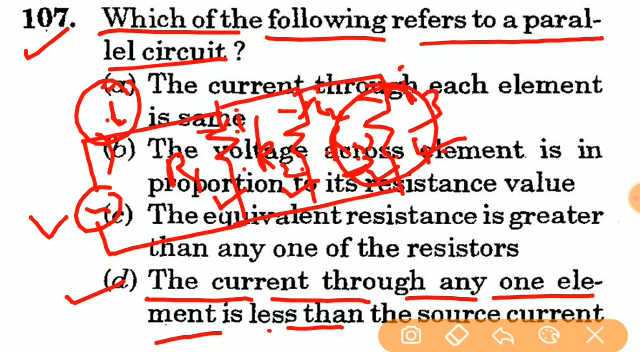 107. Which of the following refers to a paral-
lel circuit ?
(a) The current through each element
is same
(b) The voltage across element is in
proportion to its resistance value
(c) The equivalent resistance is greater
than any one of the resistors
(d) The current through any one ele-
ment is less than the source current